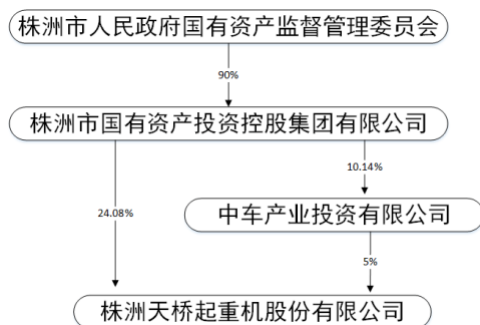 株洲市人民政府国有资产监督管理委员会
90%
株洲市国有资产投资控股集团有限公司
10.14%
24.08%
中车产业投资有限公司
5%
株洲天桥起重机股份有限公司